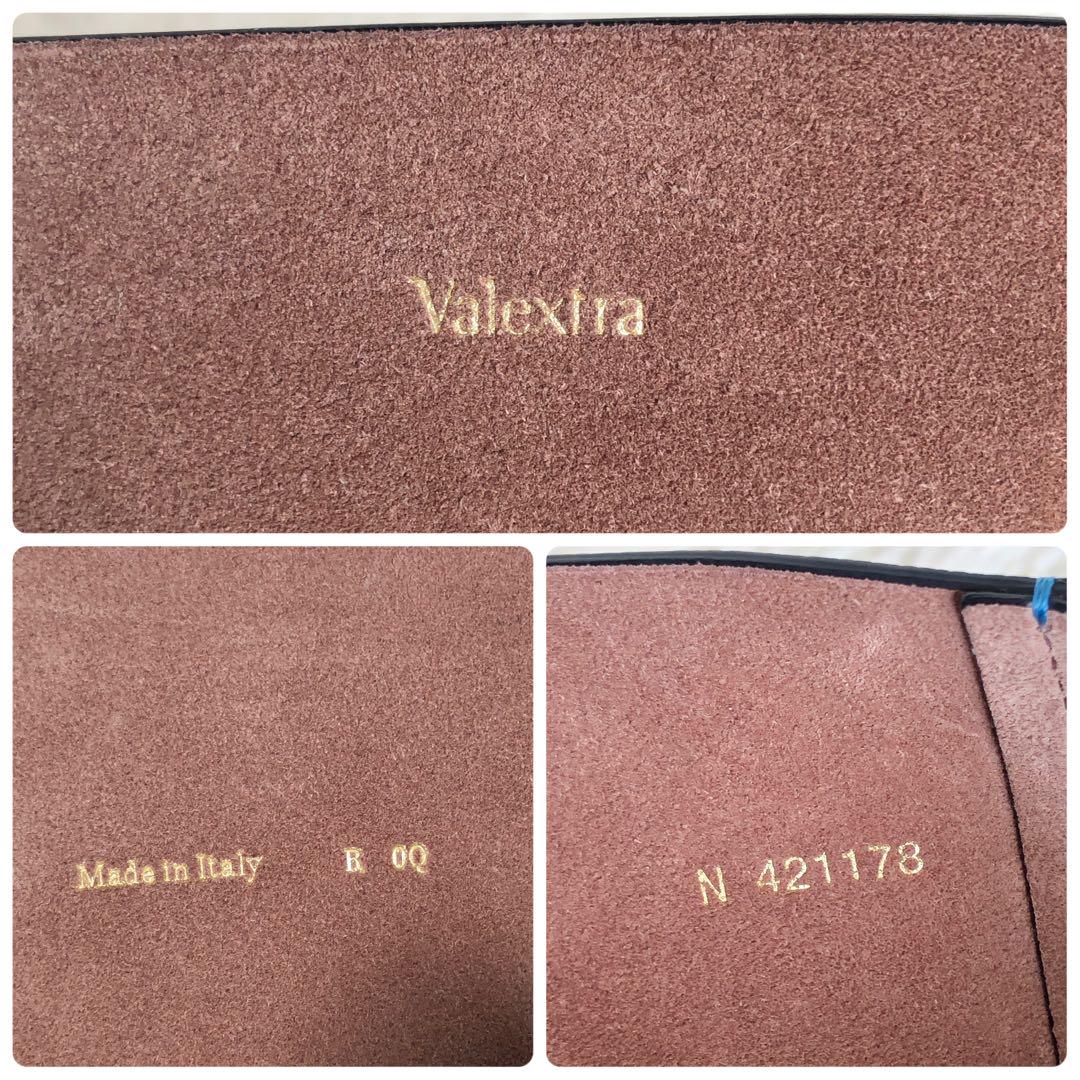 Valextra
Made in Italy R 0Q
N 421178